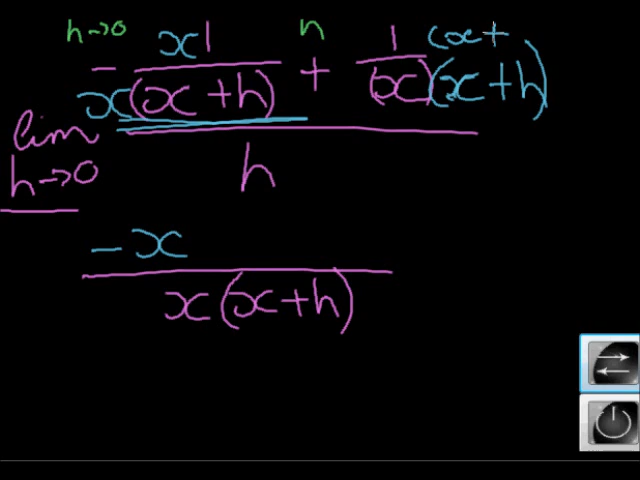 h→0 h
- x1 / x(x+h) + 1(x+ / (x)(x+h)
lim h→0
h
-x
x(x+h)